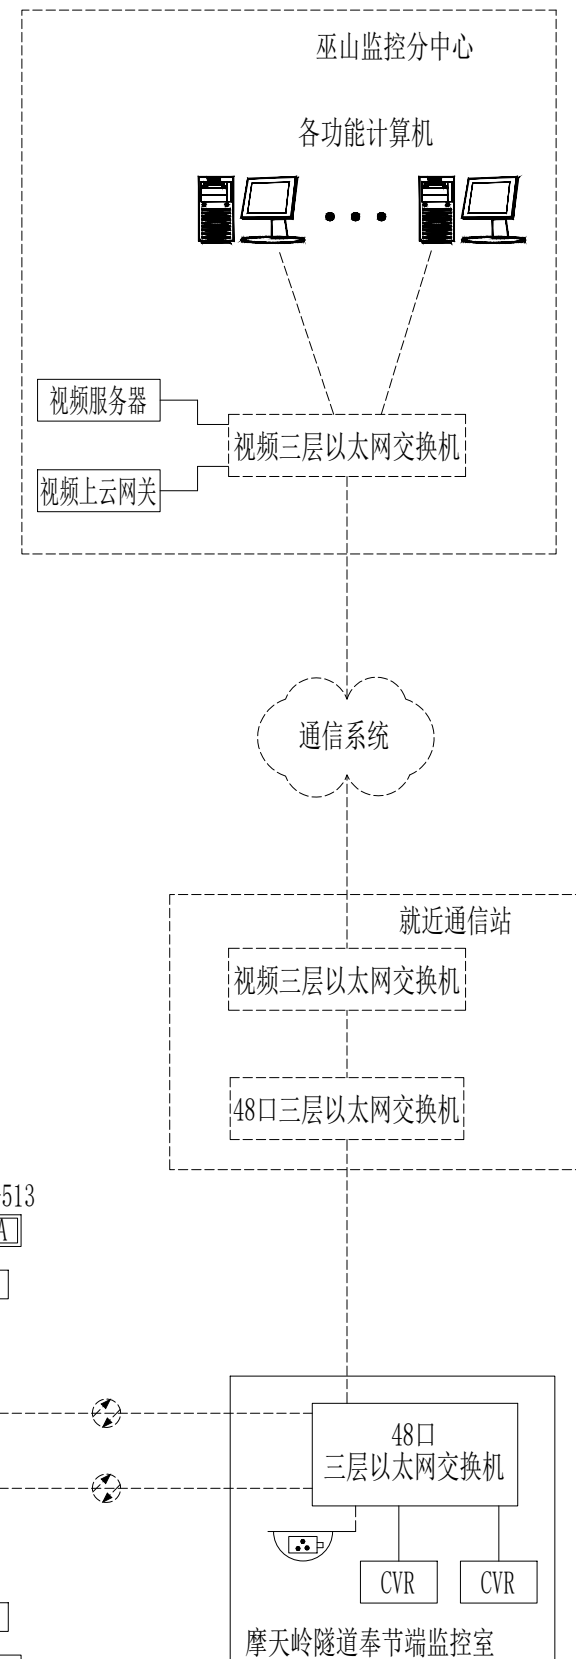 巫山监控分中心
各功能计算机
视频服务器
视频三层以太网交换机
视频上云网关
通信系统
就近通信站
视频三层以太网交换机
48口三层以太网交换机
513
A
48口
三层以太网交换机
CVR
CVR
摩天岭隧道奉节端监控室